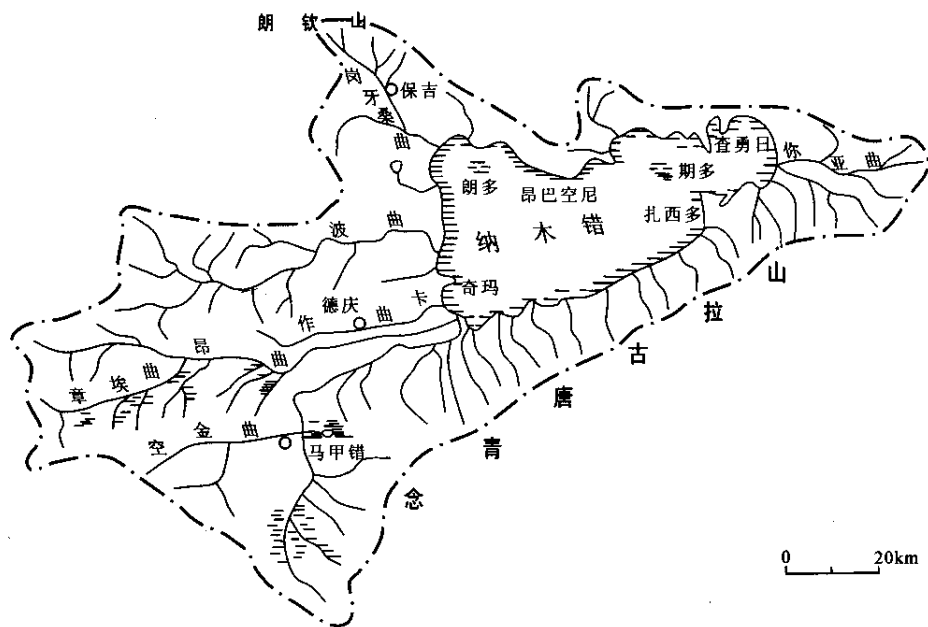 朗钦山
岗牙桑曲
保吉
查勇日
你亚曲
期多
朗多
昂巴空尼
扎西多
纳木错
波曲
奇玛
德庆
作曲卡
昂曲
章埃曲
空金曲
马甲错
念青唐古拉山
0 20km